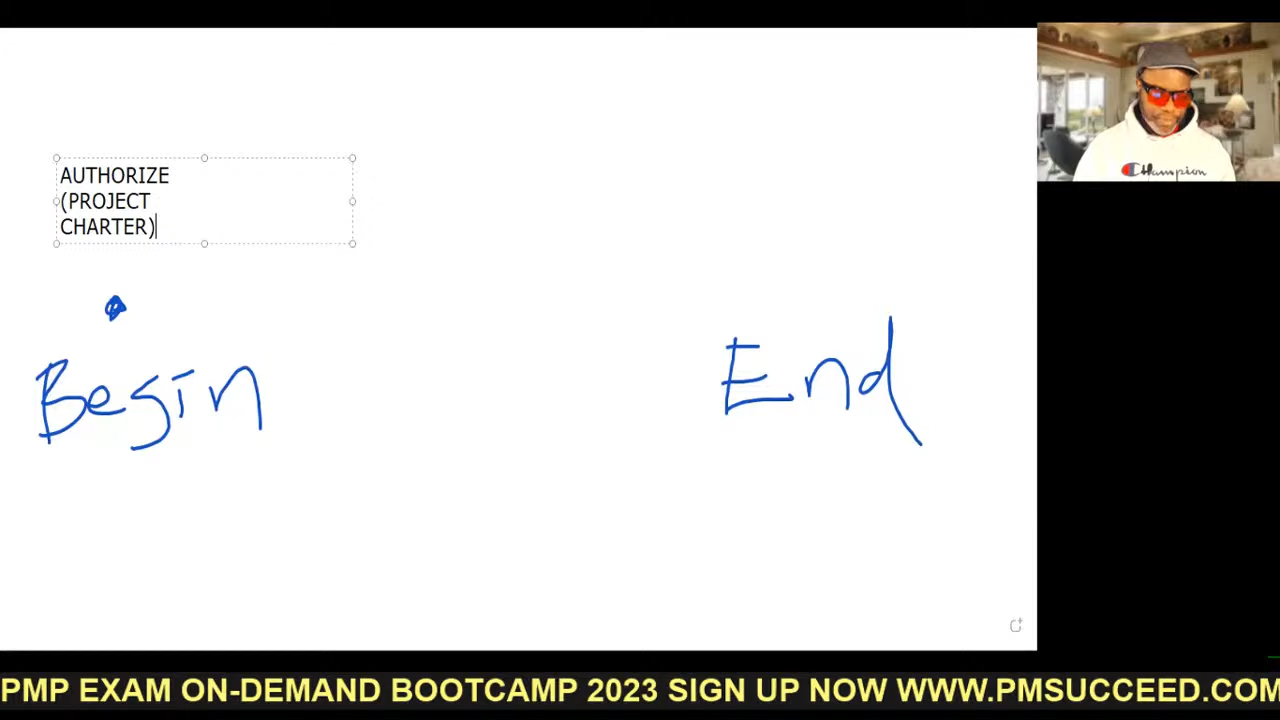 AUTHORIZE
(PROJECT
CHARTER)
Champion
Begin
End
PMP EXAM ON-DEMAND BOOTCAMP 2023 SIGN UP NOW WWW.PMSUCCEED.COM